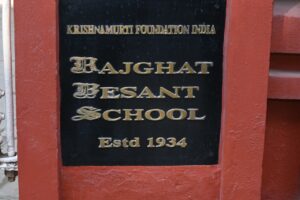 KRISHNAMURTI FOUNDATION INDIA
RAJGHAT
BESANT
SCHOOL
Estd 1934